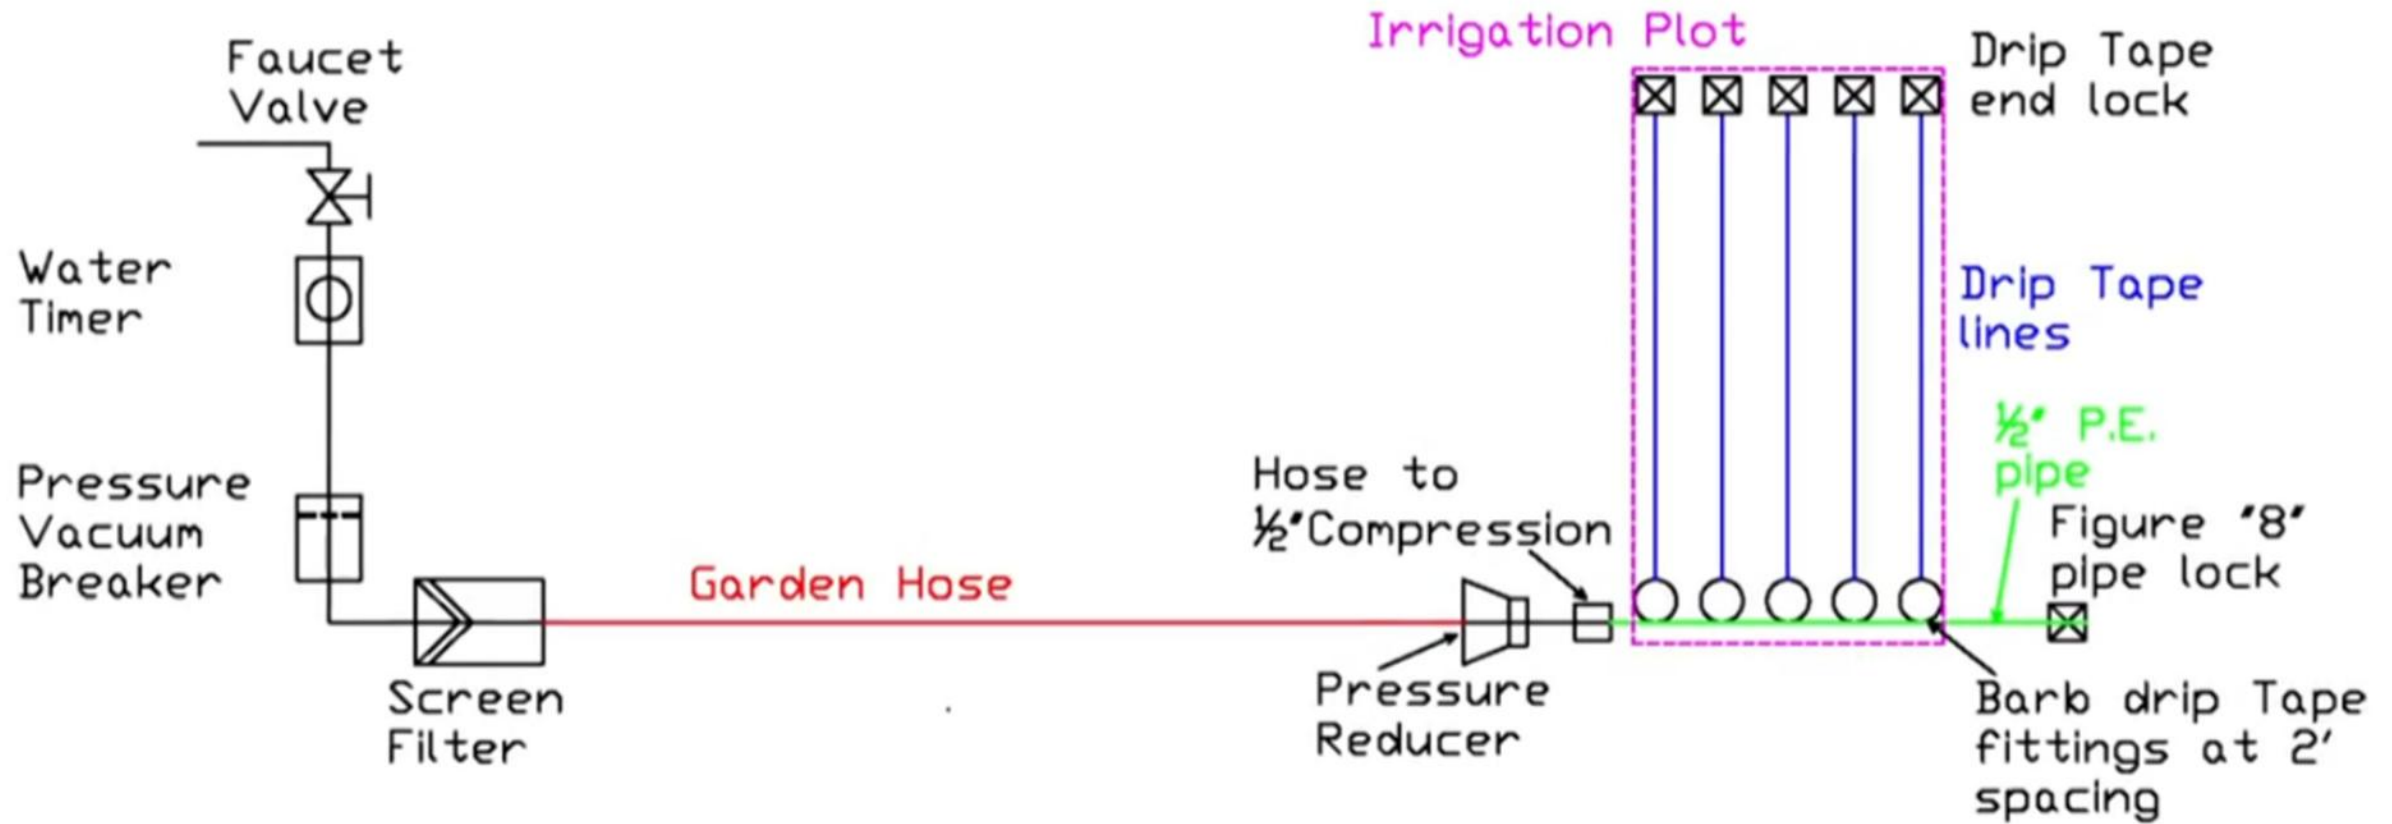 Irrigation Plot
Faucet
Valve
Drip Tape
end lock
Water
Timer
Drip Tape
lines
½" P.E.
pipe
Pressure
Vacuum
Breaker
Hose to
½"Compression
Figure "8"
pipe lock
Garden Hose
Screen
Filter
Pressure
Reducer
Barb drip Tape
fittings at 2'
spacing